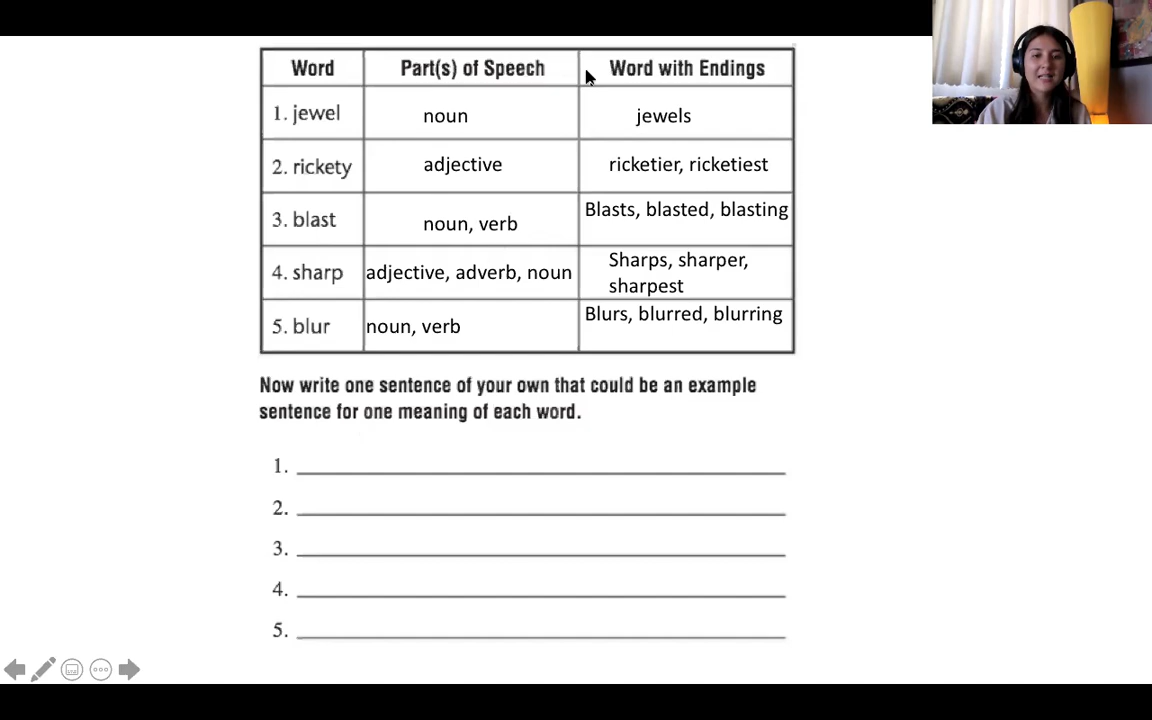 Word Part(s) of Speech Word with Endings
1. jewel noun jewels
2. rickety adjective ricketier, ricketiest
3. blast noun, verb Blasts, blasted, blasting
4. sharp adjective, adverb, noun Sharps, sharper,
sharpest
5. blur noun, verb Blurs, blurred, blurring
Now write one sentence of your own that could be an example
sentence for one meaning of each word.
1.
2.
3.
4.
5.